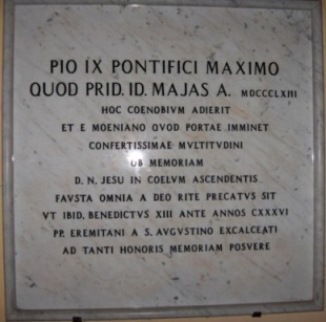 PIO IX PONTIFICI MAXIMO
QUOD PRID. ID. MAJAS A. MDCCCLXIII
HOC COENOBIVM ADIERIT
ET E MOENIANO QVOD PORTAE IMMINET
CONFERTISSIMAE MVLTITVDINI
OB MEMORIAM
D. N. JESU IN COELVM ASCENDENTIS
FAVSTA OMNIA A DEO RITE PRECATVS SIT
VT IBID. BENEDICTVS XIII ANTE ANNOS CXXXVI
PP. EREMITANI A S. AVGVSTINO EXCALCEATI
AD TANTI HONORIS MEMORIAM POSVERE